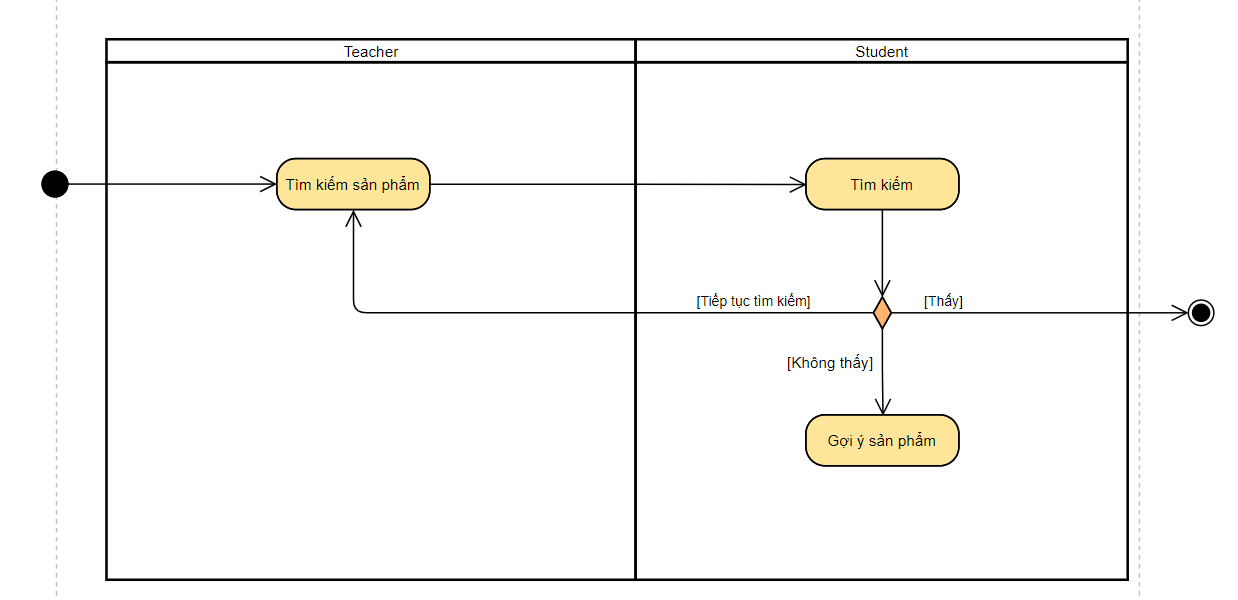 Teacher
Student
Tìm kiếm sản phẩm
Tìm kiếm
[Tiếp tục tìm kiếm]
[Thấy]
[Không thấy]
Gợi ý sản phẩm